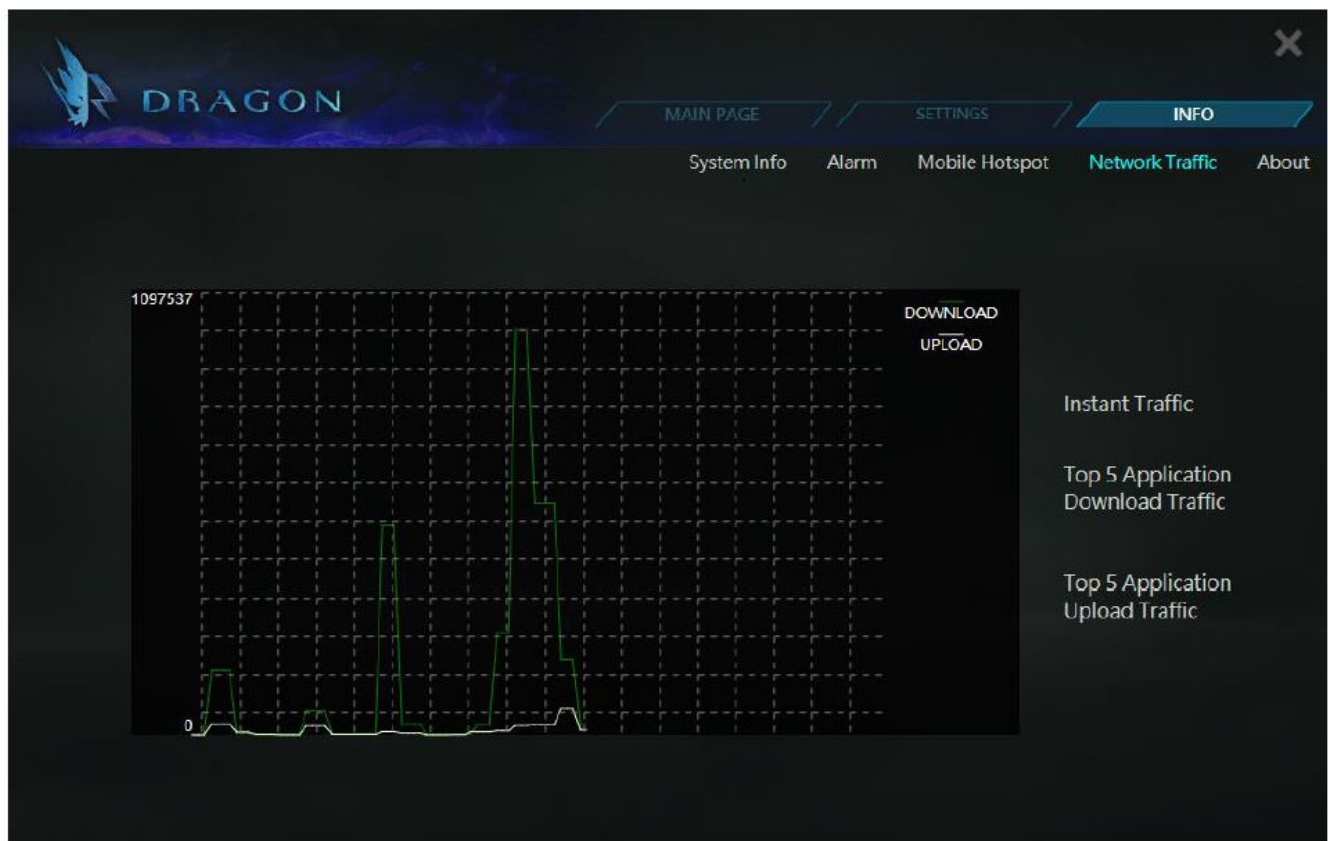 DRAGON
MAIN PAGE
SETTINGS
INFO
System Info
Alarm
Mobile Hotspot
Network Traffic
About
1097537
DOWNLOAD
UPLOAD
0
Instant Traffic
Top 5 Application
Download Traffic
Top 5 Application
Upload Traffic